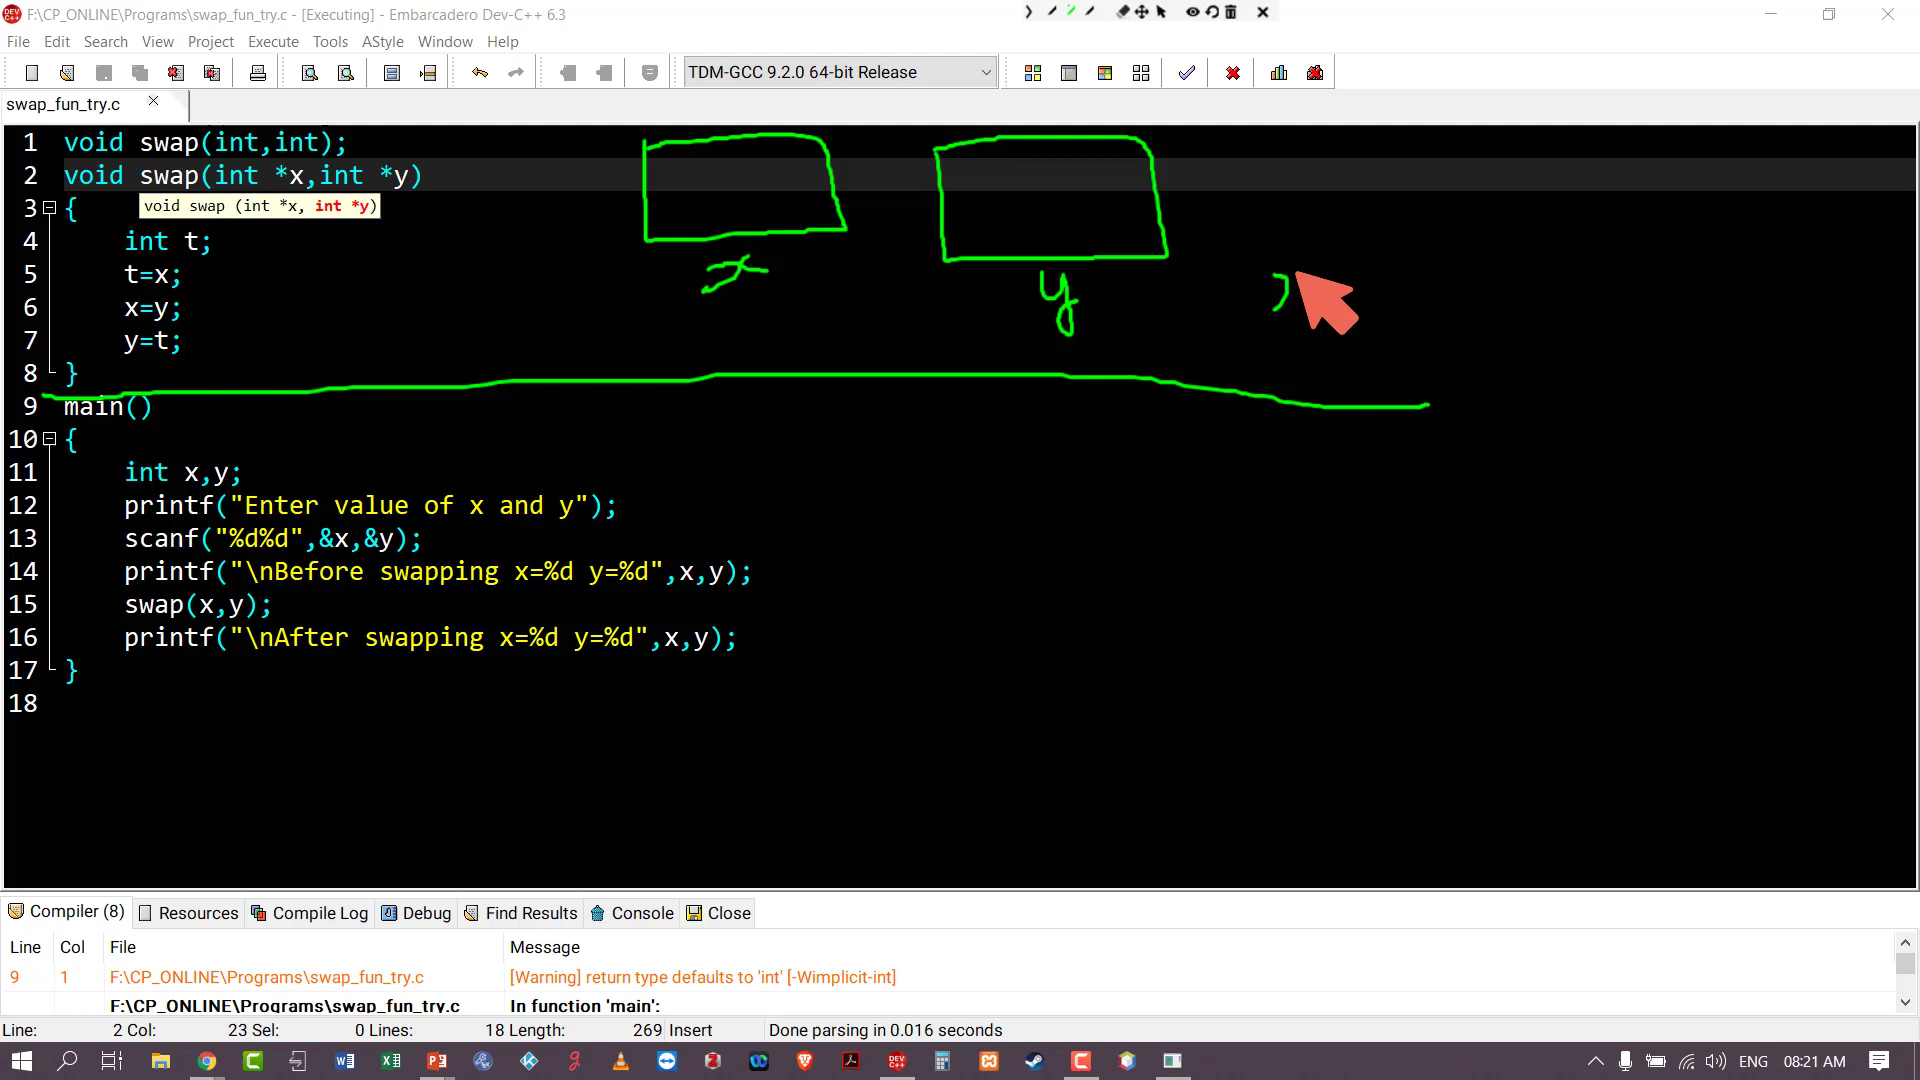 F:\CP_ONLINE\Programs\swap_fun_try.c - [Executing] - Embarcadero Dev-C++ 6.3
File Edit Search View Project Execute Tools AStyle Window Help
TDM-GCC 9.2.0 64-bit Release
swap_fun_try.c
1 void swap(int,int);
2 void swap(int *x,int *y)
3 {
void swap (int *x, int *y)
4 int t;
5 t=x;
6 x=y;
7 y=t;
8 }
x
y
9 main()
10 {
11 int x,y;
12 printf("Enter value of x and y");
13 scanf("%d%d",&x,&y);
14 printf("\nBefore swapping x=%d y=%d",x,y);
15 swap(x,y);
16 printf("\nAfter swapping x=%d y=%d",x,y);
17 }
18
Compiler (8) Resources Compile Log Debug Find Results Console Close
Line Col File Message
9 1 F:\CP_ONLINE\Programs\swap_fun_try.c [Warning] return type defaults to 'int' [-Wimplicit-int]
F:\CP_ONLINE\Programs\swap_fun_try.c In function 'main':
Line: 2 Col: 23 Sel: 0 Lines: 18 Length: 269 Insert Done parsing in 0.016 seconds
ENG 08:21 AM